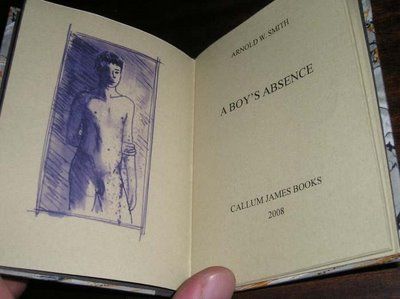 ARNOLD W. SMITH
A BOY'S ABSENCE
CALLUM JAMES BOOKS
2008